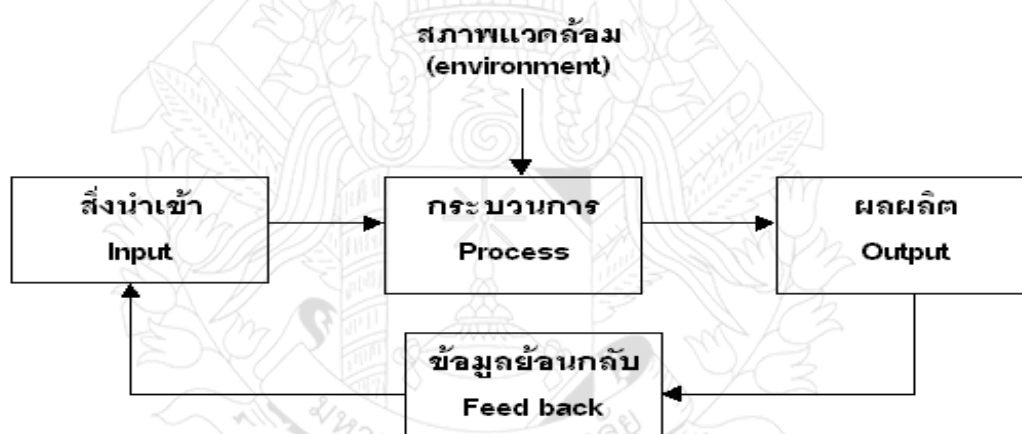 สภาพแวดล้อม
(environment)
สิ่งนำเข้า
Input
กระบวนการ
Process
ผลผลิต
Output
ข้อมูลย้อนกลับ
Feed back